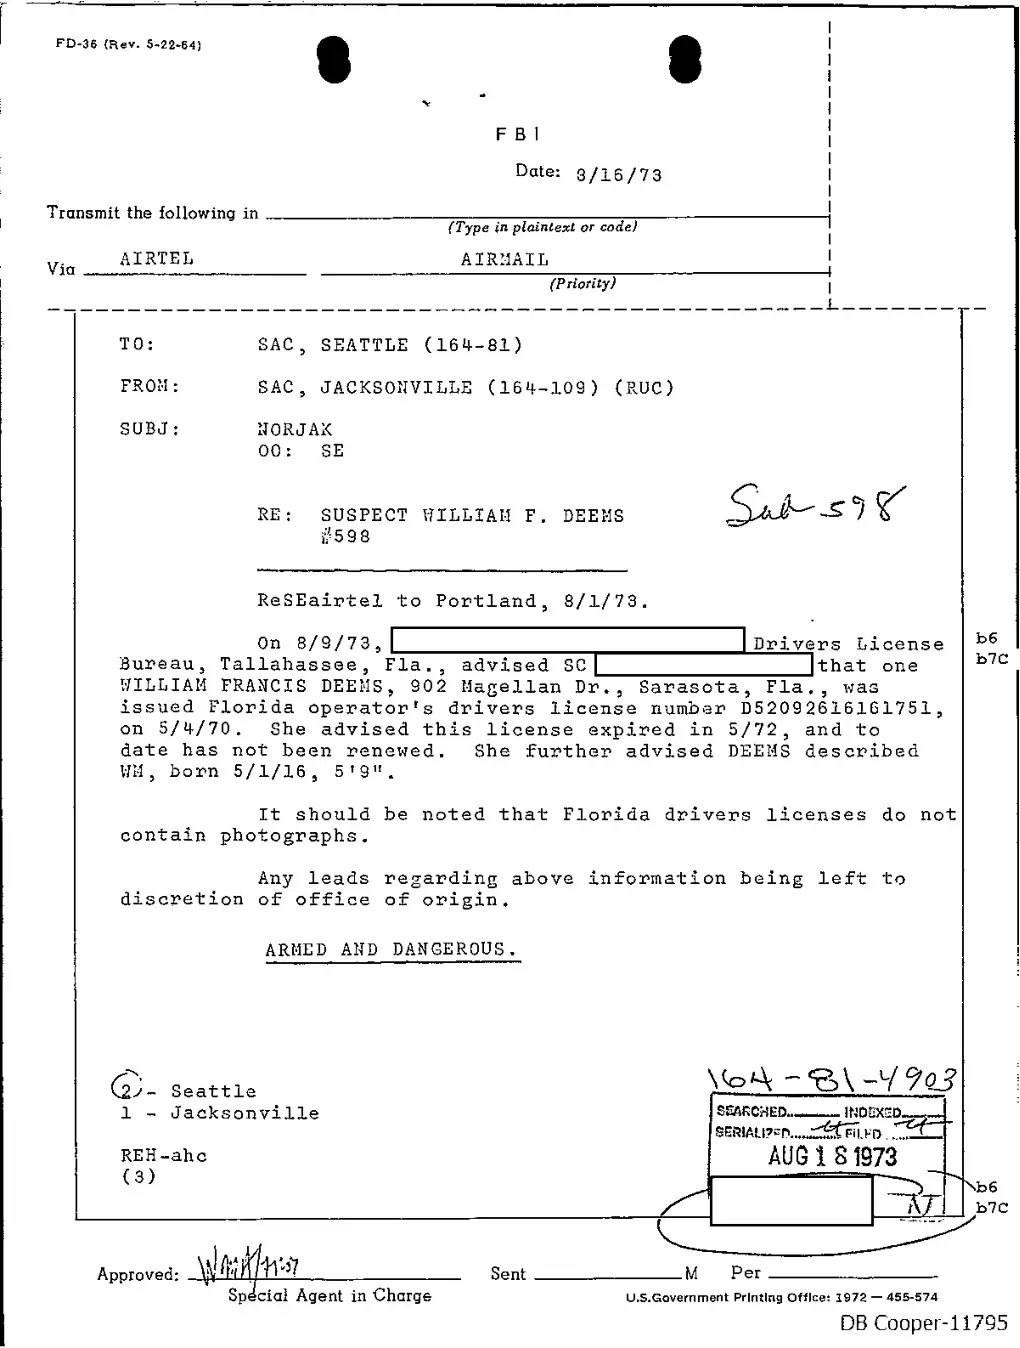 FD-36 (Rev. 5-22-64)
F B I
Date: 8/16/73
Transmit the following in
(Type in plaintext or code)
Via AIRTEL AIRMAIL
(Priority)
TO: SAC, SEATTLE (164-81)
FROM: SAC, JACKSONVILLE (164-109) (RUC)
SUBJ: NORJAK
OO: SE
RE: SUSPECT WILLIAM F. DEEMS
#598
Sub-598
ReSEairtel to Portland, 8/1/73.
On 8/9/73, Drivers License
b6
Bureau, Tallahassee, Fla., advised SC that one
b7C
WILLIAM FRANCIS DEEMS, 902 Magellan Dr., Sarasota, Fla., was
issued Florida operator's drivers license number D52092616161751,
on 5/4/70. She advised this license expired in 5/72, and to
date has not been renewed. She further advised DEEMS described
WM, born 5/1/16, 5'9".
It should be noted that Florida drivers licenses do not
contain photographs.
Any leads regarding above information being left to
discretion of office of origin.
ARMED AND DANGEROUS.
2 - Seattle
1 - Jacksonville
REH-ahc
(3)
164-81-4903
SEARCHED INDEXED
SERIALIZED FILED
AUG 18 1973
b6
b7C
Approved:
Special Agent in Charge
Sent M Per
U.S.Government Printing Office: 1972 — 455-574
DB Cooper-11795